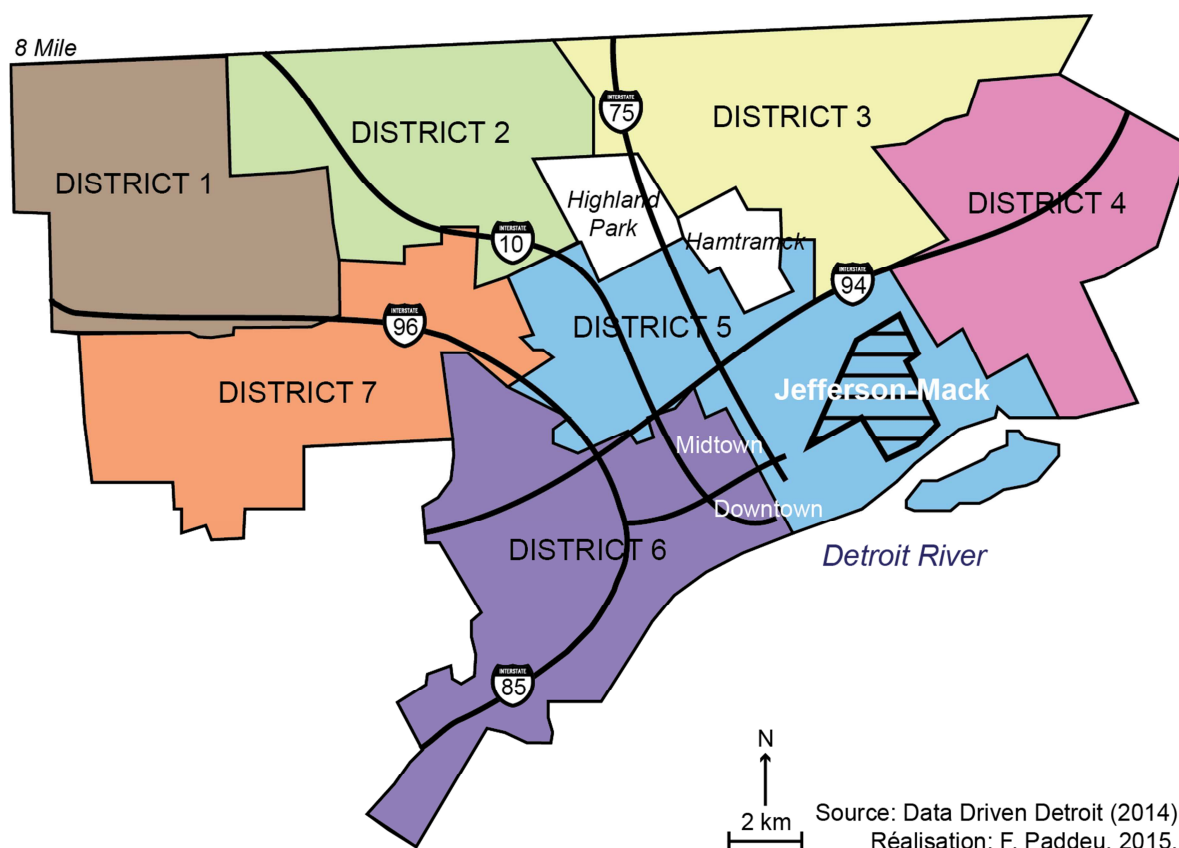 8 Mile
INTERSTATE
75
DISTRICT 3
DISTRICT 2
DISTRICT 1
Highland
Park
DISTRICT 4
Hamtramck
INTERSTATE
10
INTERSTATE
94
INTERSTATE
96
DISTRICT 5
DISTRICT 7
Jefferson-Mack
Midtown
Downtown
DISTRICT 6
Detroit River
INTERSTATE
85
N
2 km
Source: Data Driven Detroit (2014)
Réalisation: F. Paddeu, 2015.